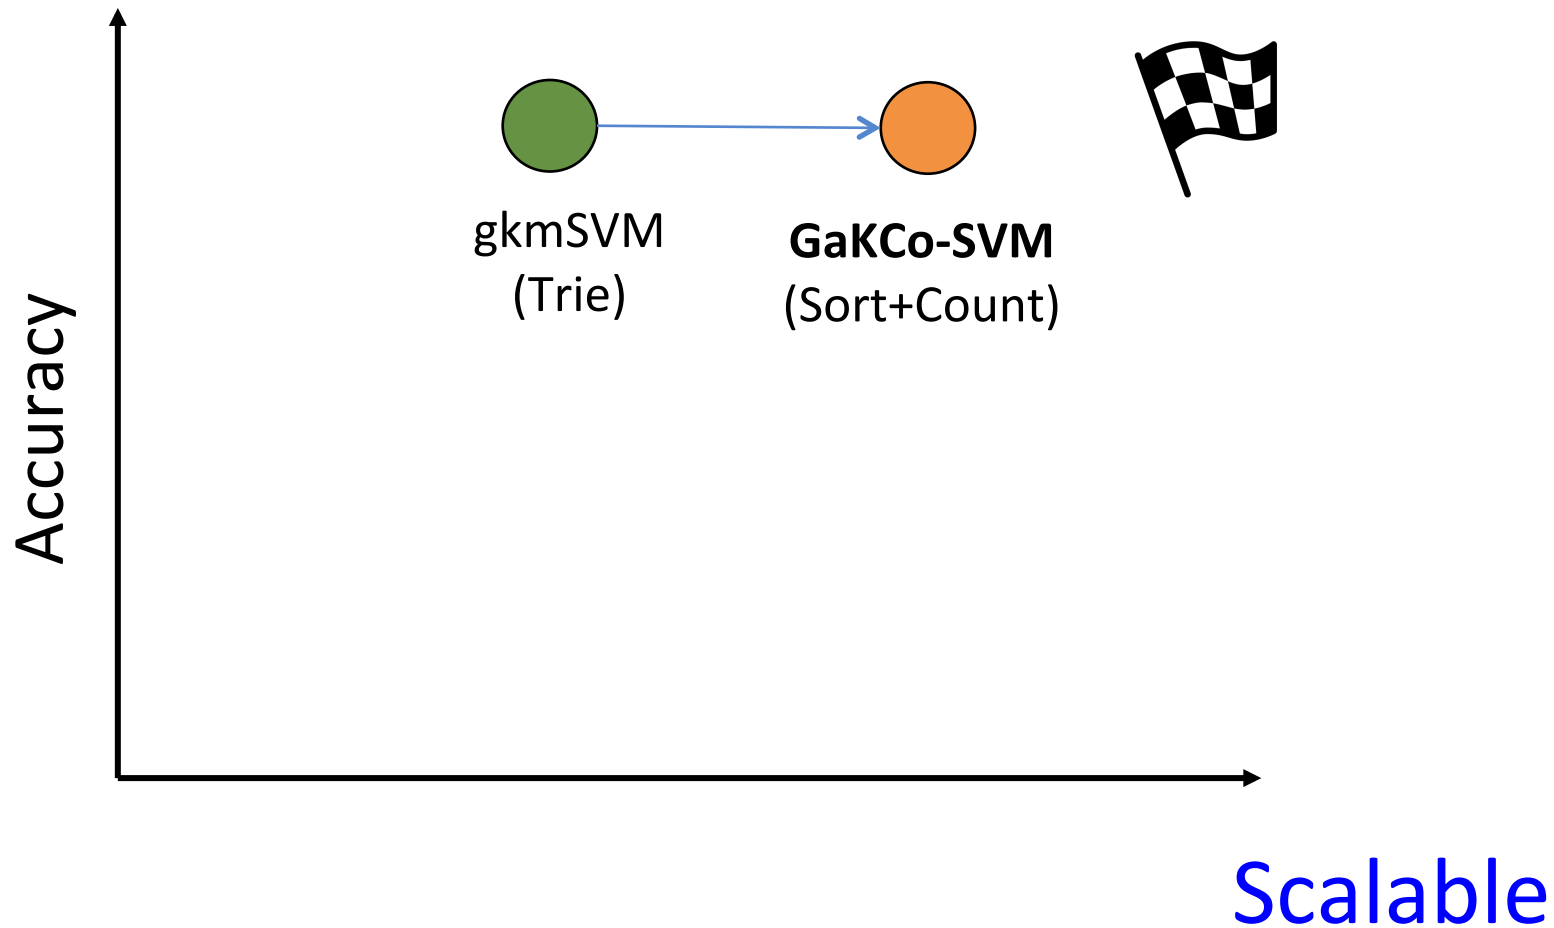 gkmSVM
(Trie)
GaKCo-SVM
(Sort+Count)
Accuracy
Scalable